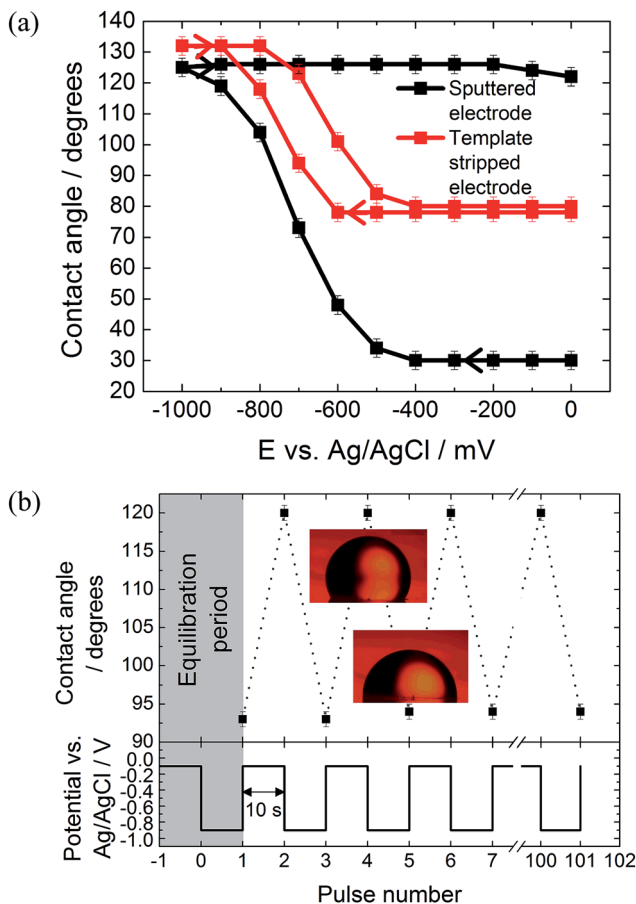 (a)
Contact angle / degrees
130
120
110
100
90
80
70
60
50
40
30
20
Sputtered
electrode
Template
stripped
electrode
-1000 -800 -600 -400 -200 0
E vs. Ag/AgCl / mV
(b)
Contact angle
/ degrees
120
115
110
105
100
95
90
Equilibration
period
Potential vs.
Ag/AgCl / V
0.0
-0.2
-0.4
-0.6
-0.8
-1.0
10 s
-1 0 1 2 3 4 5 6 7 100 101 102
Pulse number